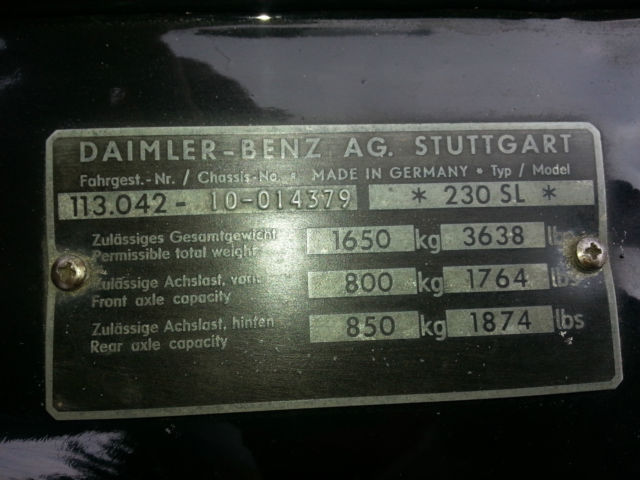 DAIMLER-BENZ AG. STUTTGART
Fahrgest.-Nr. / Chassis-No. * MADE IN GERMANY • Typ / Model
113.042- 10-014379 * 230 SL *
Zulässiges Gesamtgewicht 1650 kg 3638 lbs
Permissible total weight
Zulässige Achslast, vorn 800 kg 1764 lbs
Front axle capacity
Zulässige Achslast, hinten 850 kg 1874 lbs
Rear axle capacity